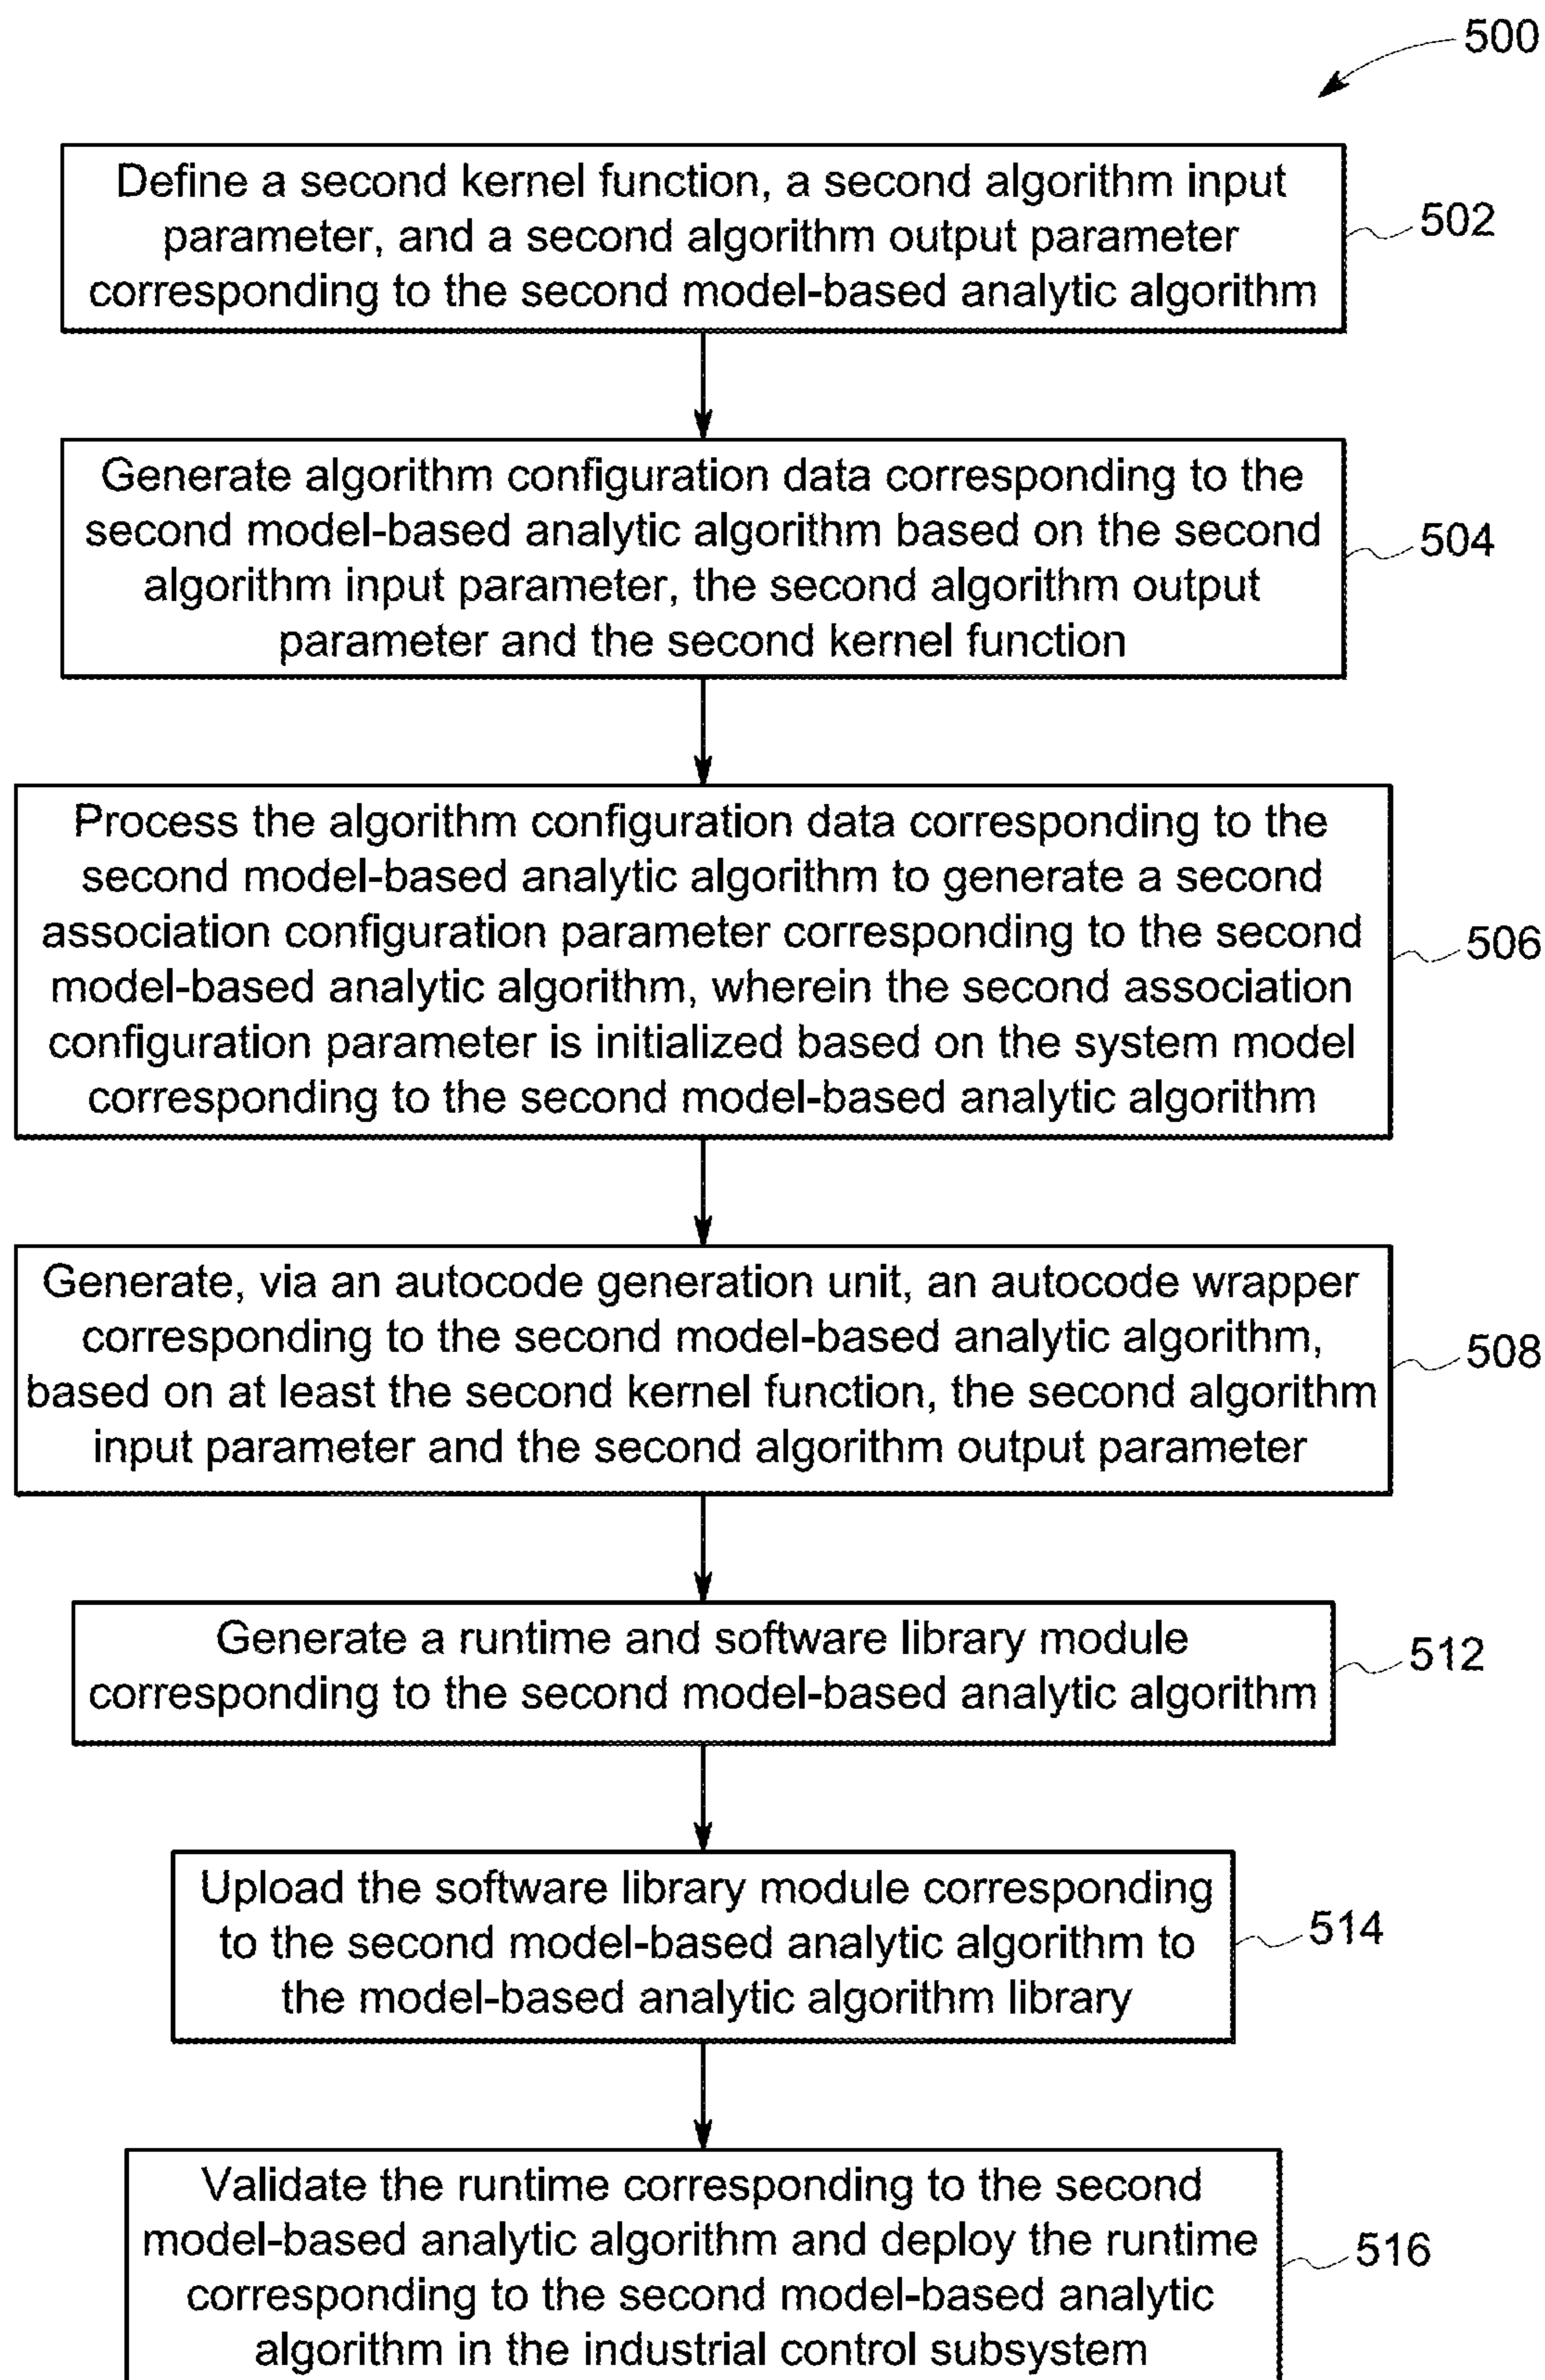 500
Define a second kernel function, a second algorithm input
parameter, and a second algorithm output parameter
corresponding to the second model-based analytic algorithm
502
Generate algorithm configuration data corresponding to the
second model-based analytic algorithm based on the second
algorithm input parameter, the second algorithm output
parameter and the second kernel function
504
Process the algorithm configuration data corresponding to the
second model-based analytic algorithm to generate a second
association configuration parameter corresponding to the second
model-based analytic algorithm, wherein the second association
configuration parameter is initialized based on the system model
corresponding to the second model-based analytic algorithm
506
Generate, via an autocode generation unit, an autocode wrapper
corresponding to the second model-based analytic algorithm,
based on at least the second kernel function, the second algorithm
input parameter and the second algorithm output parameter
508
Generate a runtime and software library module
corresponding to the second model-based analytic algorithm
512
Upload the software library module corresponding
to the second model-based analytic algorithm to
the model-based analytic algorithm library
514
Validate the runtime corresponding to the second
model-based analytic algorithm and deploy the runtime
corresponding to the second model-based analytic
algorithm in the industrial control subsystem
516